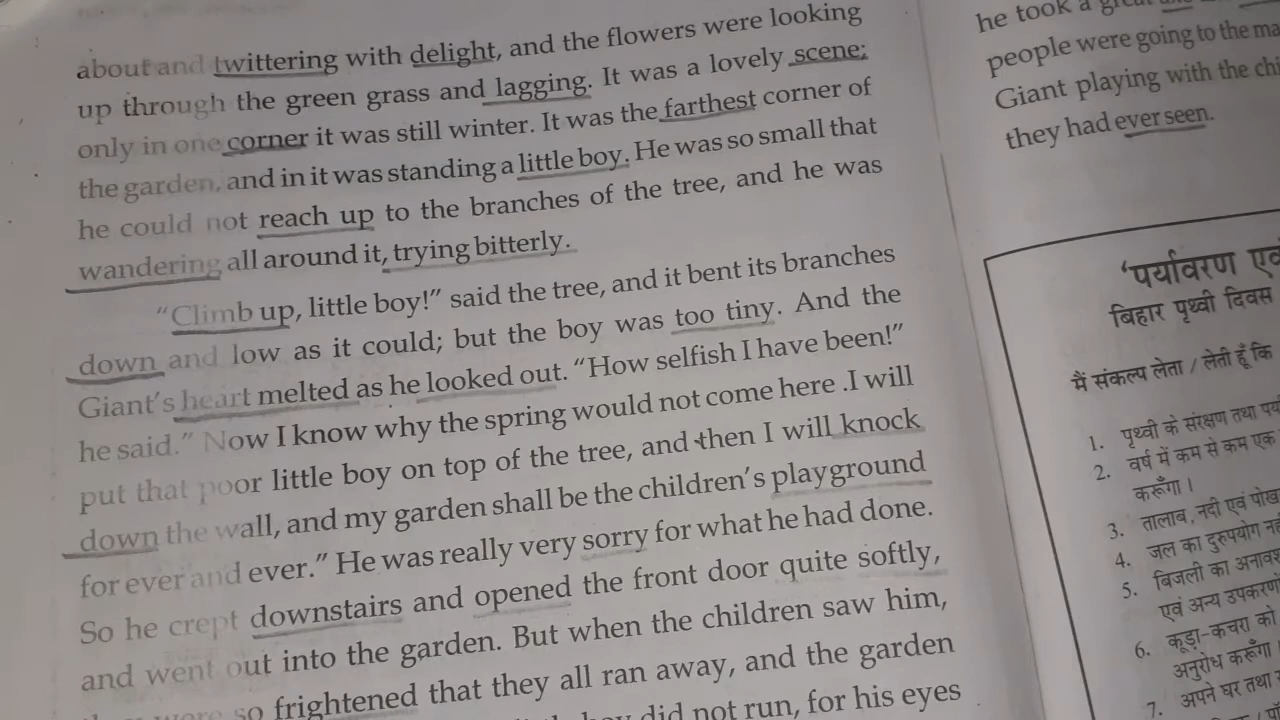 about and twittering with delight, and the flowers were looking
up through the green grass and lagging. It was a lovely scene;
only in one corner it was still winter. It was the farthest corner of
the garden, and in it was standing a little boy. He was so small that
he could not reach up to the branches of the tree, and he was
wandering all around it, trying bitterly.
“Climb up, little boy!” said the tree, and it bent its branches
down and low as it could; but the boy was too tiny. And the
Giant's heart melted as he looked out. “How selfish I have been!”
he said.” Now I know why the spring would not come here .I will
put that poor little boy on top of the tree, and then I will knock
down the wall, and my garden shall be the children's playground
for ever and ever.” He was really very sorry for what he had done.
So he crept downstairs and opened the front door quite softly,
and went out into the garden. But when the children saw him,
were so frightened that they all ran away, and the garden
did not run, for his eyes
he took a great
people were going to the
Giant playing with the
they had ever seen.
‘पर्यावरण
बिहार पृथ्वी दिवस
मैं संकल्प लेता / लेती हूँ कि
1. पृथ्वी के संरक्षण तथा
2. वर्ष में कम से कम एक
करूँगा ।
3. तालाब, नदी एवं
4. जल का दुरुपयोग
5. बिजली का
एवं अन्य
6. कूड़ा-कचरा को
अनुरोध करूँगा
7. अपने घर तथा